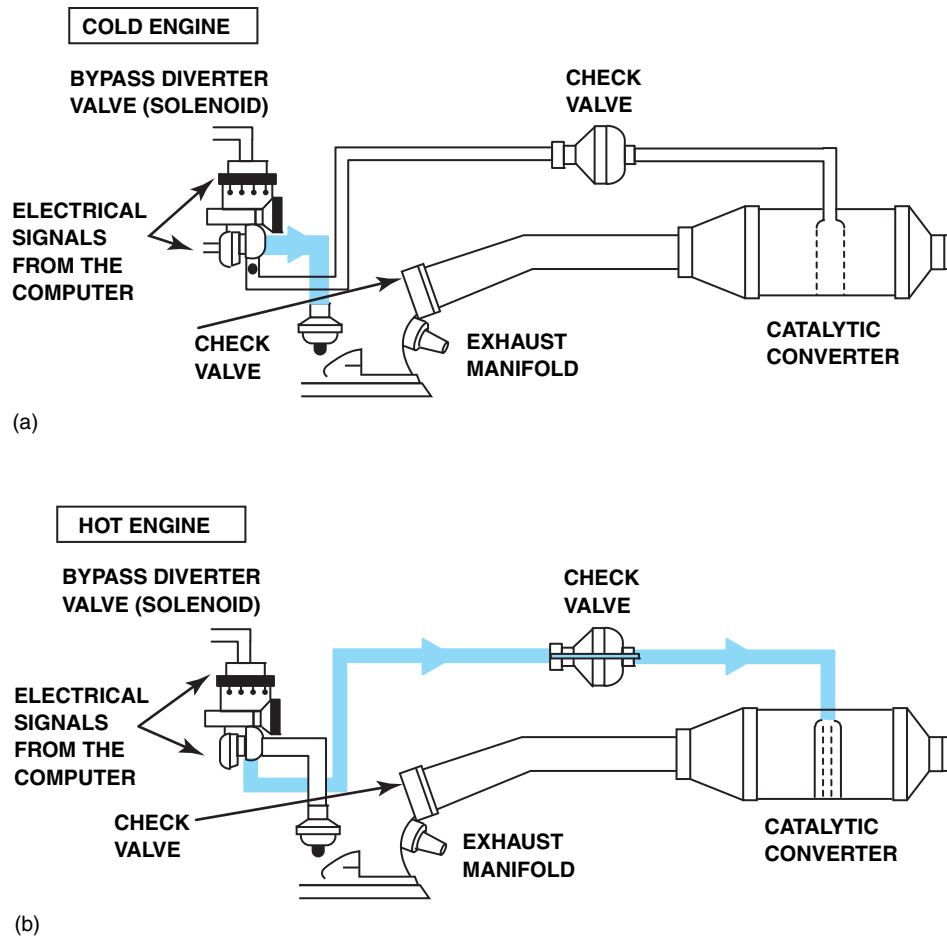 COLD ENGINE
BYPASS DIVERTER
VALVE (SOLENOID)
CHECK
VALVE
ELECTRICAL
SIGNALS
FROM THE
COMPUTER
CHECK
VALVE
EXHAUST
MANIFOLD
CATALYTIC
CONVERTER
(a)
HOT ENGINE
BYPASS DIVERTER
VALVE (SOLENOID)
CHECK
VALVE
ELECTRICAL
SIGNALS
FROM THE
COMPUTER
CHECK
VALVE
EXHAUST
MANIFOLD
CATALYTIC
CONVERTER
(b)